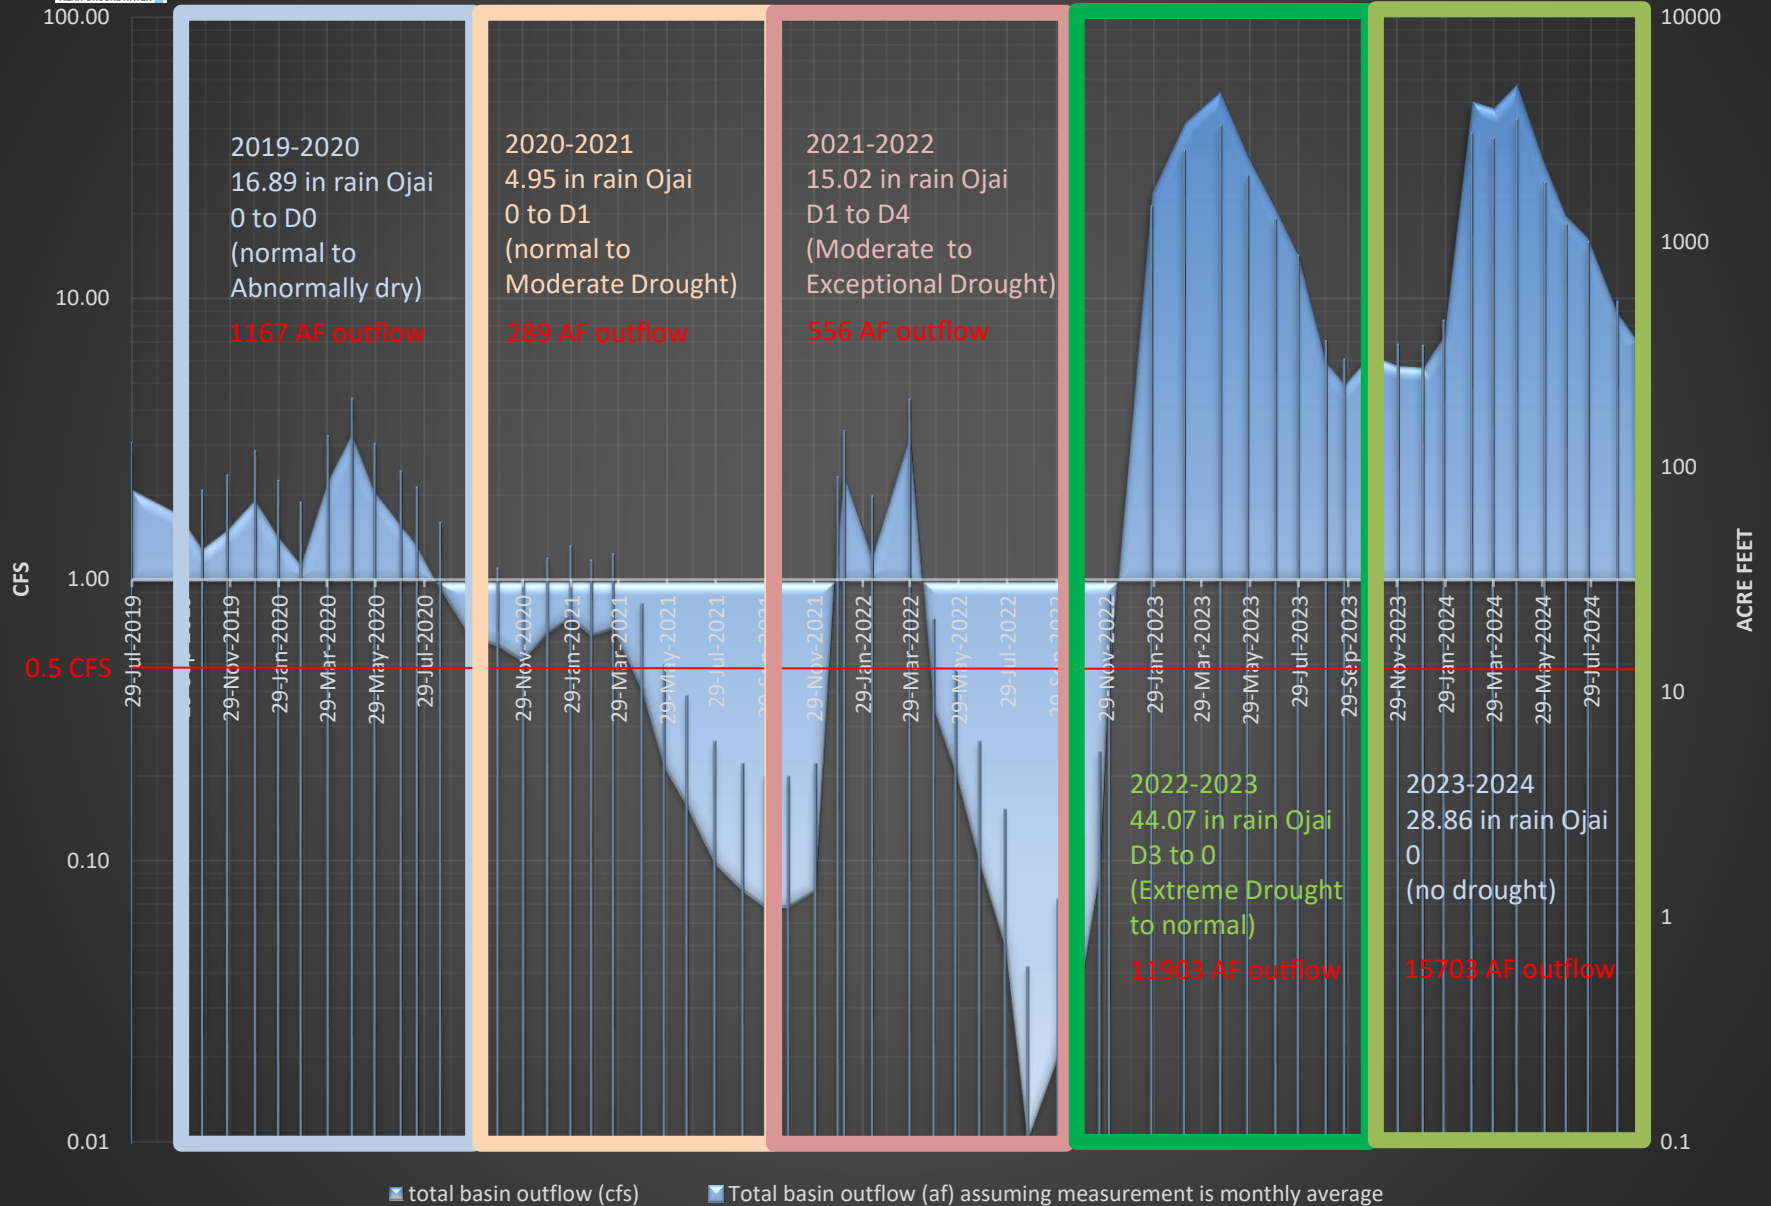 100.00
10.00
1.00
0.10
0.01
CFS
0.5 CFS
10000
1000
100
10
1
0.1
ACRE FEET
2019-2020
16.89 in rain Ojai
0 to D0
(normal to
Abnormally dry)
1167 AF outflow
2020-2021
4.95 in rain Ojai
0 to D1
(normal to
Moderate Drought)
289 AF outflow
2021-2022
15.02 in rain Ojai
D1 to D4
(Moderate to
Exceptional Drought)
556 AF outflow
2022-2023
44.07 in rain Ojai
D3 to 0
(Extreme Drought
to normal)
11903 AF outflow
2023-2024
28.86 in rain Ojai
0
(no drought)
15703 AF outflow
29-Jul-2019
29-Nov-2019
29-Jan-2020
29-Mar-2020
29-May-2020
29-Jul-2020
29-Nov-2020
29-Jan-2021
29-Mar-2021
29-May-2021
29-Jul-2021
29-Nov-2021
29-Jan-2022
29-Mar-2022
29-May-2022
29-Jul-2022
29-Nov-2022
29-Jan-2023
29-Mar-2023
29-May-2023
29-Jul-2023
29-Sep-2023
29-Nov-2023
29-Jan-2024
29-Mar-2024
29-May-2024
29-Jul-2024
total basin outflow (cfs)
Total basin outflow (af) assuming measurement is monthly average